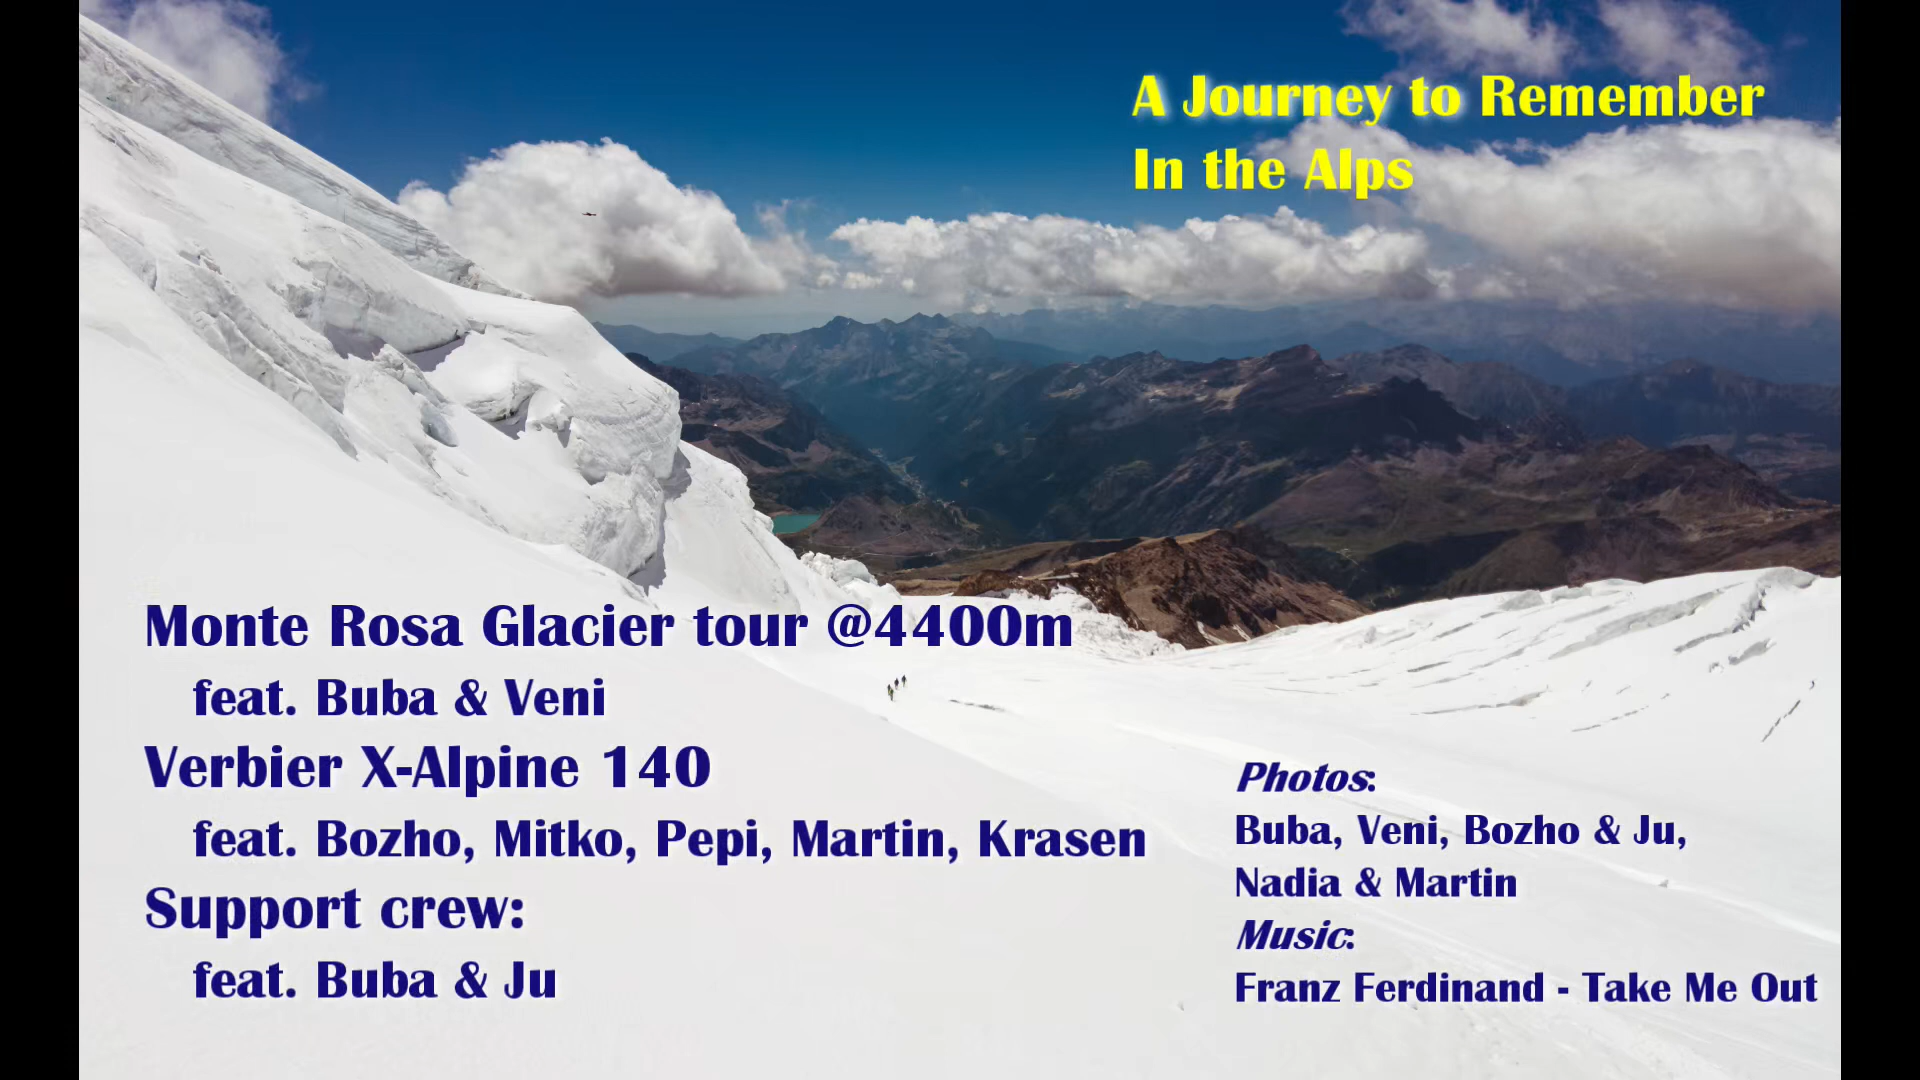 A Journey to Remember
In the Alps
Monte Rosa Glacier tour @4400m
feat. Buba & Veni
Verbier X-Alpine 140
feat. Bozho, Mitko, Pepi, Martin, Krasen
Support crew:
feat. Buba & Ju
Photos:
Buba, Veni, Bozho & Ju,
Nadia & Martin
Music:
Franz Ferdinand - Take Me Out